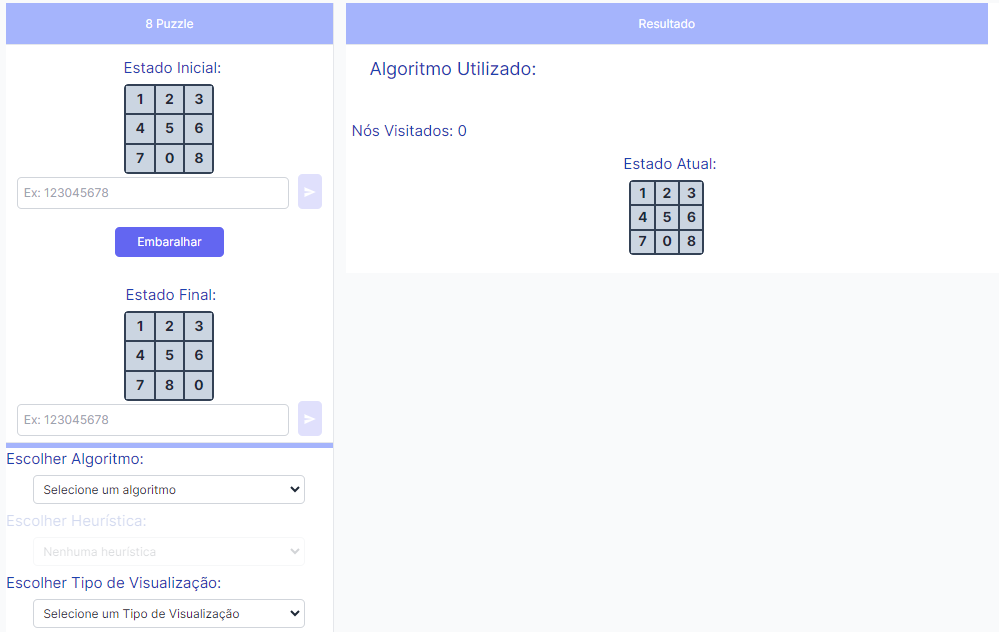 8 Puzzle
Estado Inicial:
1 2 3
4 5 6
7 0 8
Ex: 123045678
Embaralhar
Estado Final:
1 2 3
4 5 6
7 8 0
Ex: 123045678
Escolher Algoritmo:
Selecione um algoritmo
Escolher Heurística:
Nenhuma heurística
Escolher Tipo de Visualização:
Selecione um Tipo de Visualização
Resultado
Algoritmo Utilizado:
Nós Visitados: 0
Estado Atual:
1 2 3
4 5 6
7 0 8